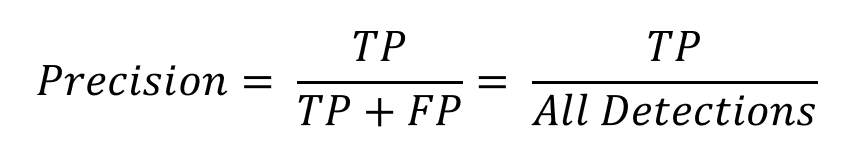 Precision = TP / TP + FP = TP / All Detections